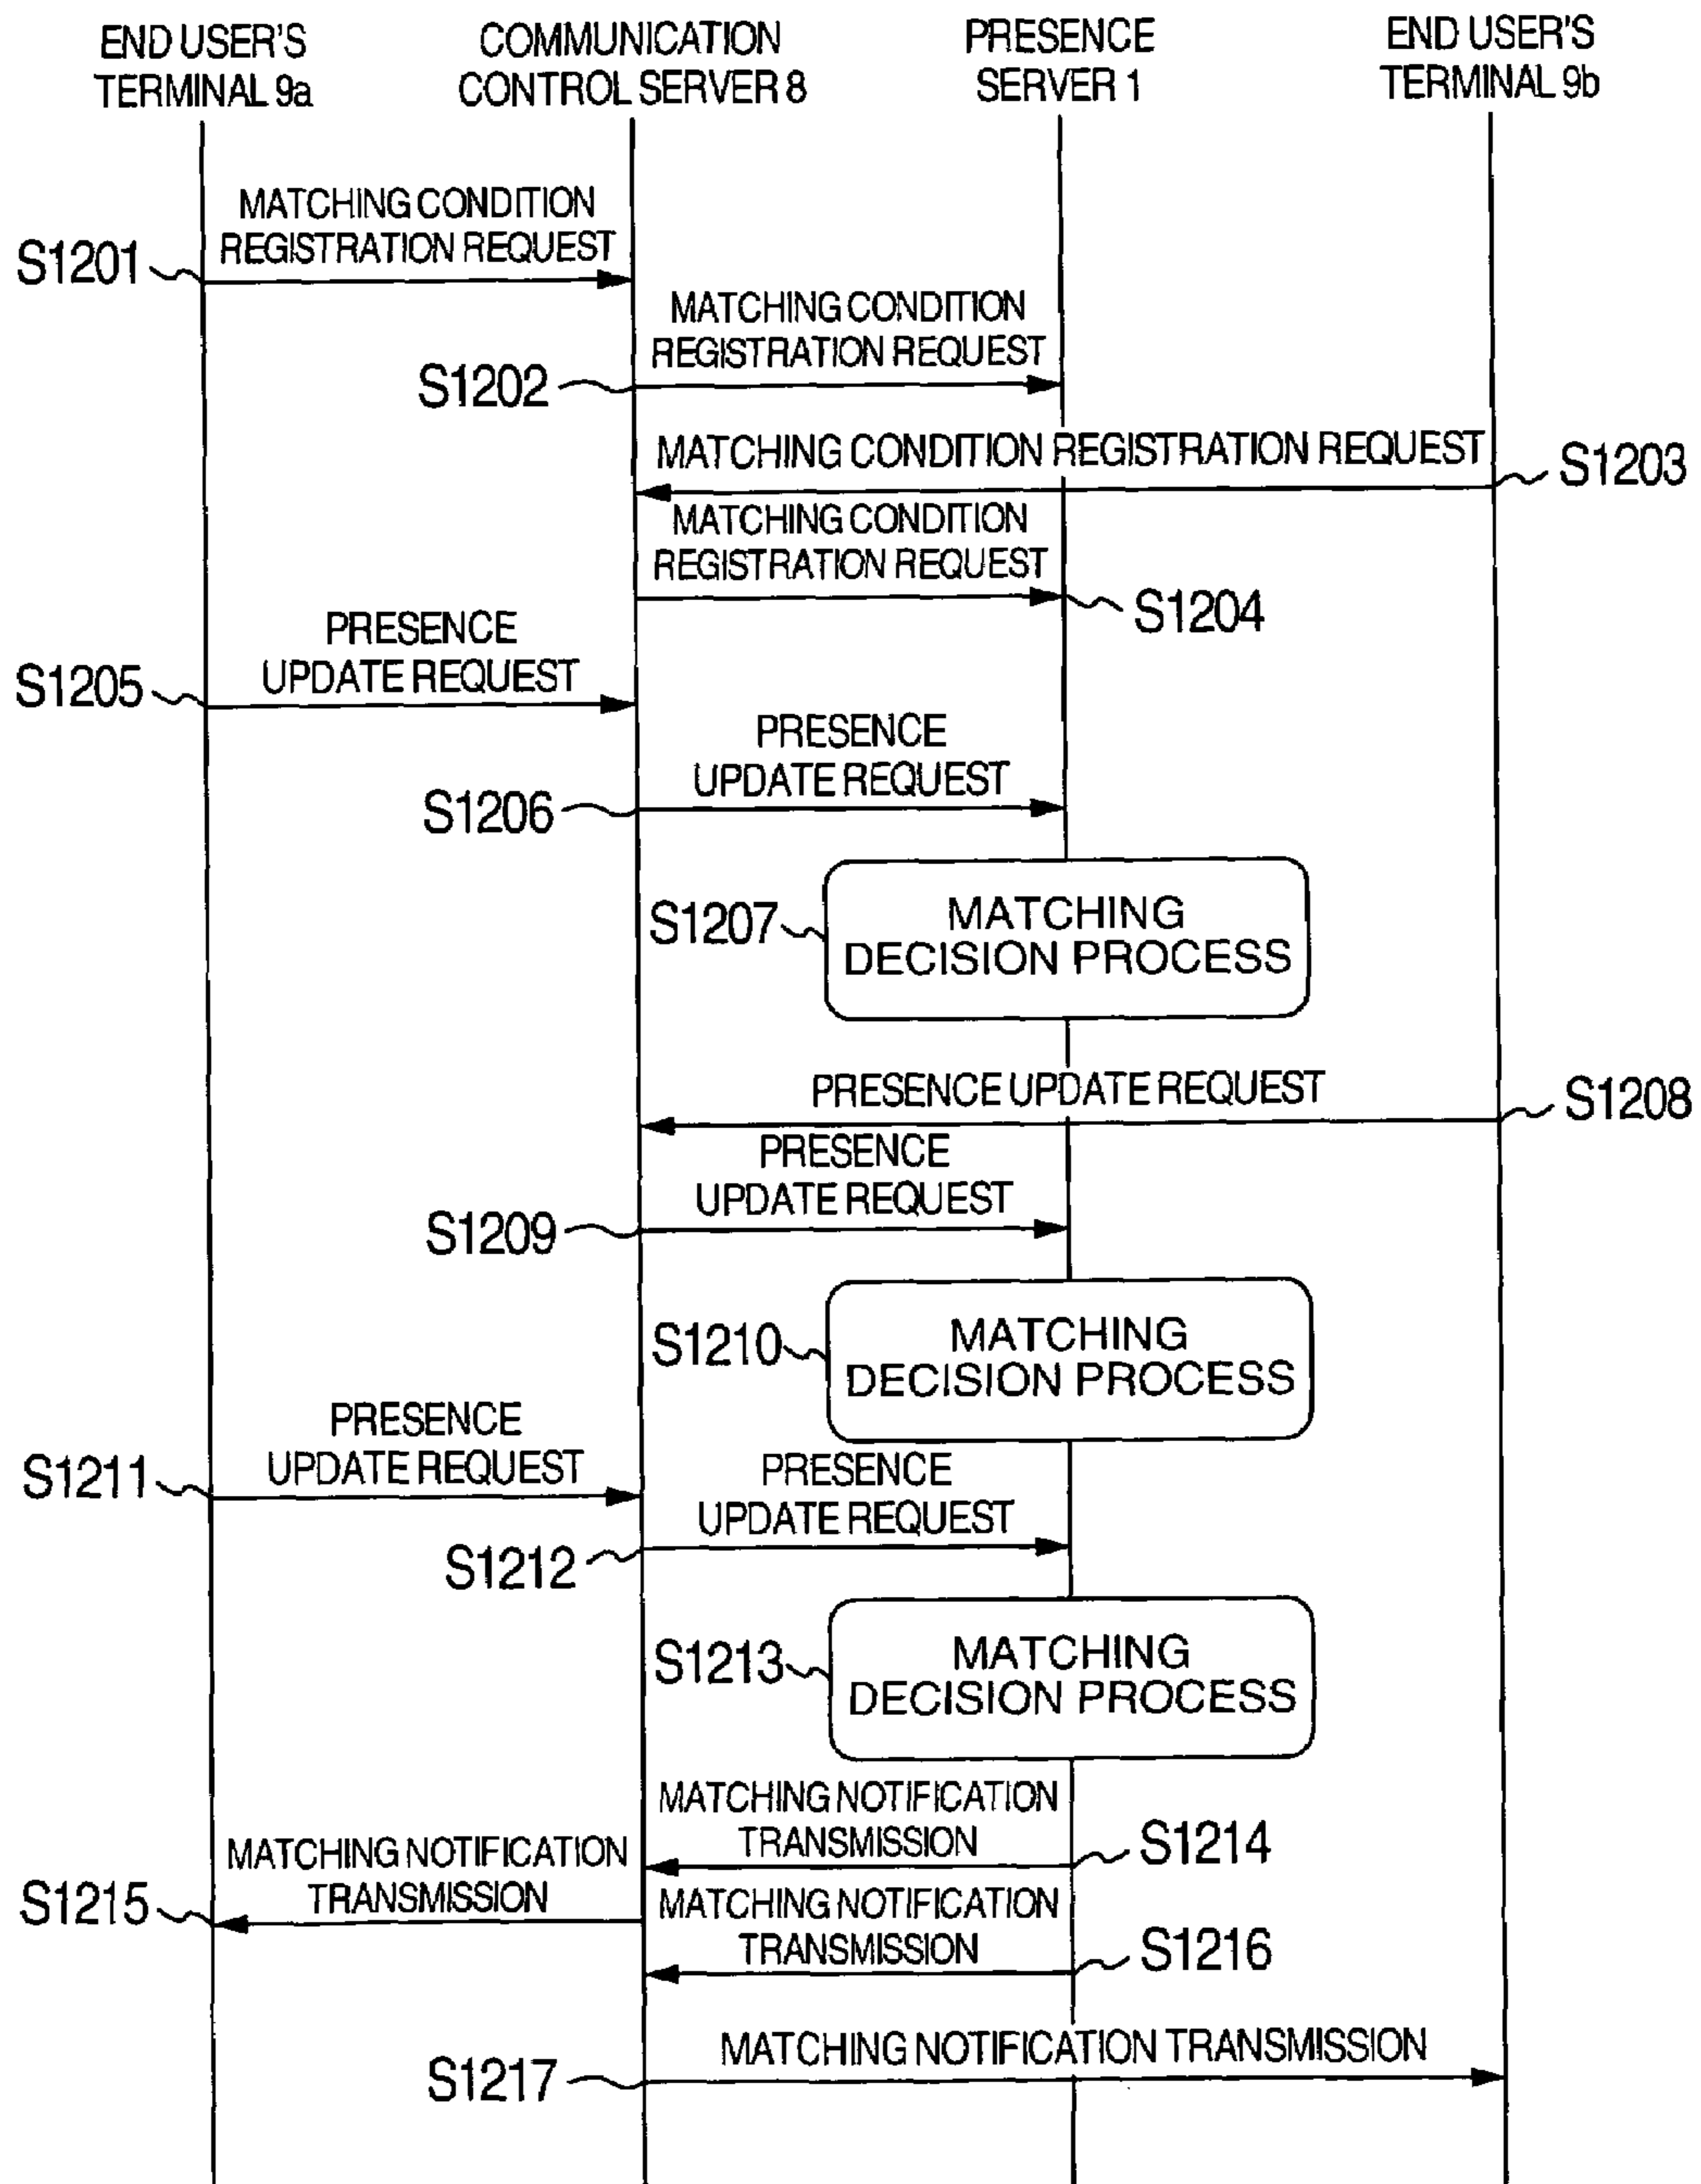 END USER'S
TERMINAL 9a
COMMUNICATION
CONTROL SERVER 8
PRESENCE
SERVER 1
END USER'S
TERMINAL 9b
MATCHING CONDITION
REGISTRATION REQUEST
S1201
MATCHING CONDITION
REGISTRATION REQUEST
S1202
MATCHING CONDITION REGISTRATION REQUEST
S1203
MATCHING CONDITION
REGISTRATION REQUEST
S1204
PRESENCE
UPDATE REQUEST
S1205
PRESENCE
UPDATE REQUEST
S1206
S1207
MATCHING
DECISION PROCESS
PRESENCE UPDATE REQUEST
S1208
PRESENCE
UPDATE REQUEST
S1209
S1210
MATCHING
DECISION PROCESS
PRESENCE
UPDATE REQUEST
S1211
PRESENCE
UPDATE REQUEST
S1212
S1213
MATCHING
DECISION PROCESS
MATCHING NOTIFICATION
TRANSMISSION
S1214
MATCHING NOTIFICATION
TRANSMISSION
S1215
MATCHING NOTIFICATION
TRANSMISSION
S1216
MATCHING NOTIFICATION TRANSMISSION
S1217